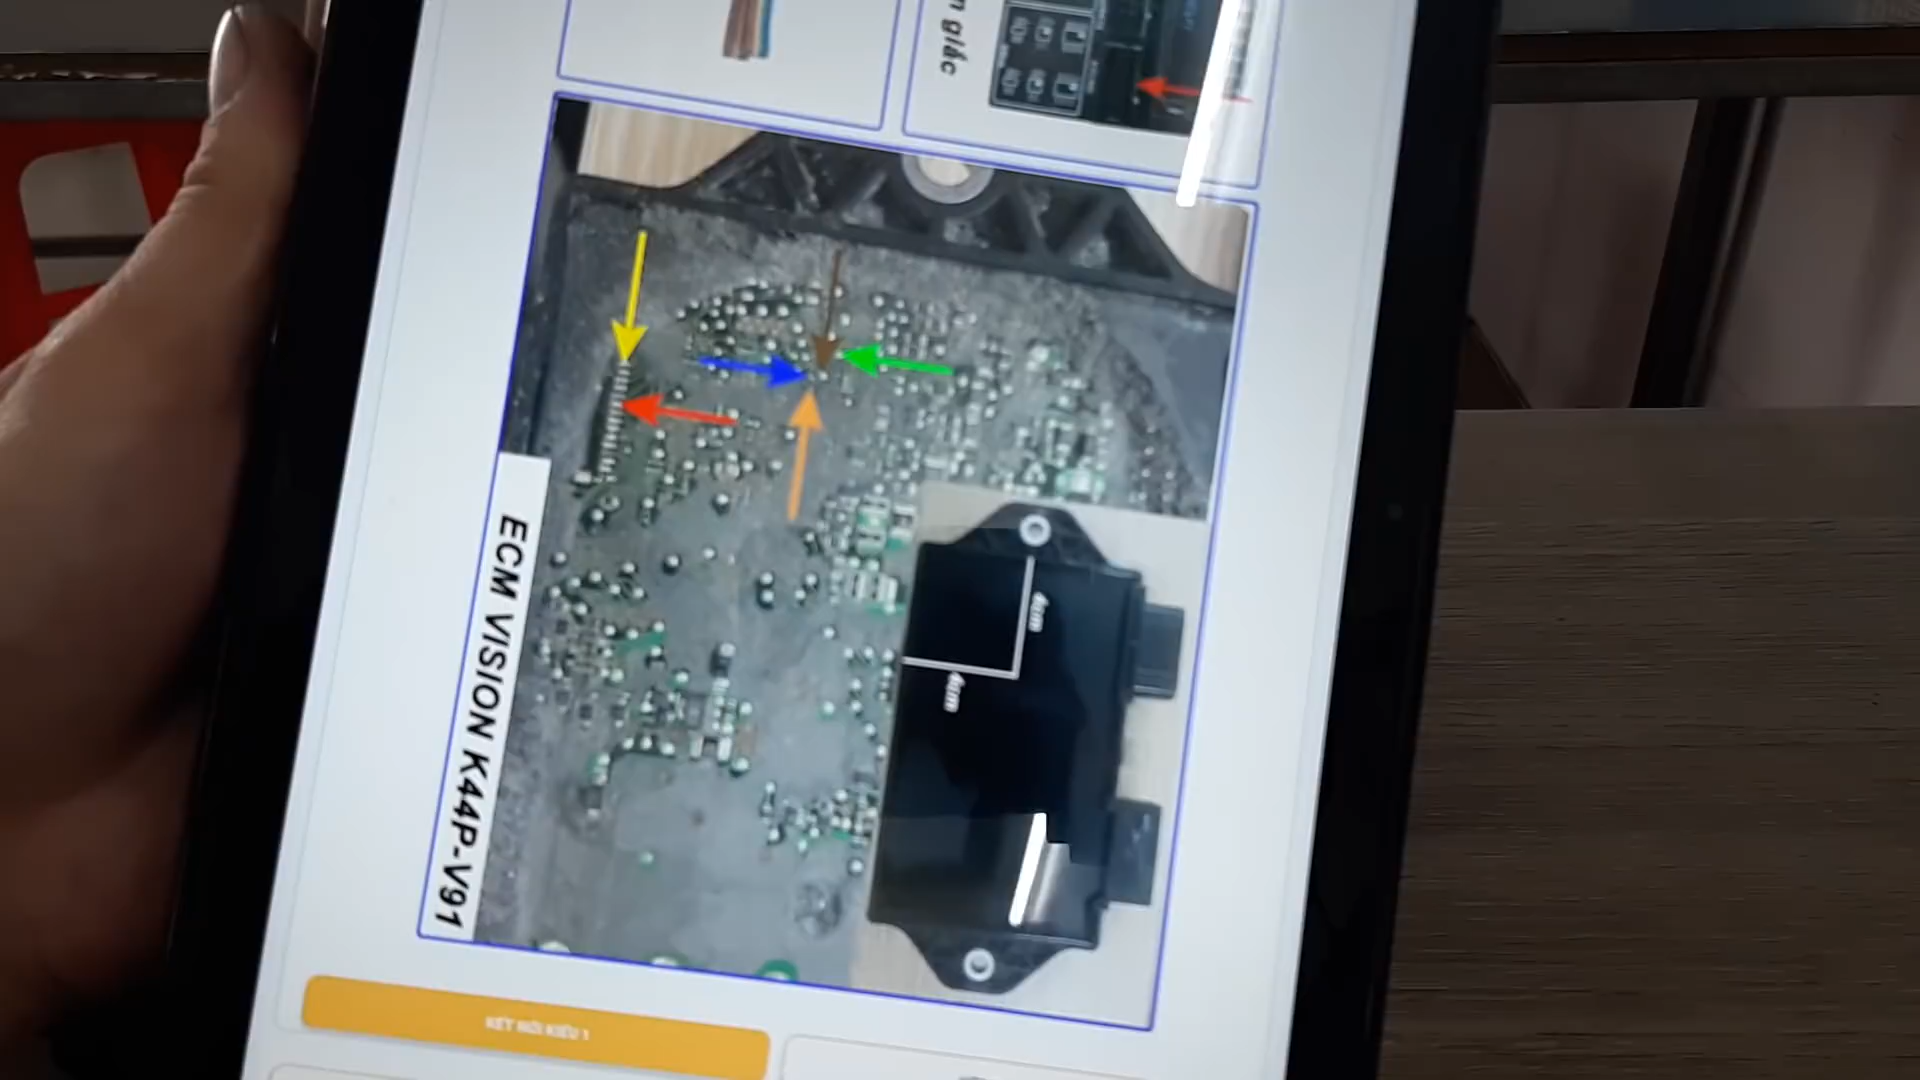 giắc
ECM VISION K44P-V91
4cm
4cm
KẾT NỐI KIỂU 1